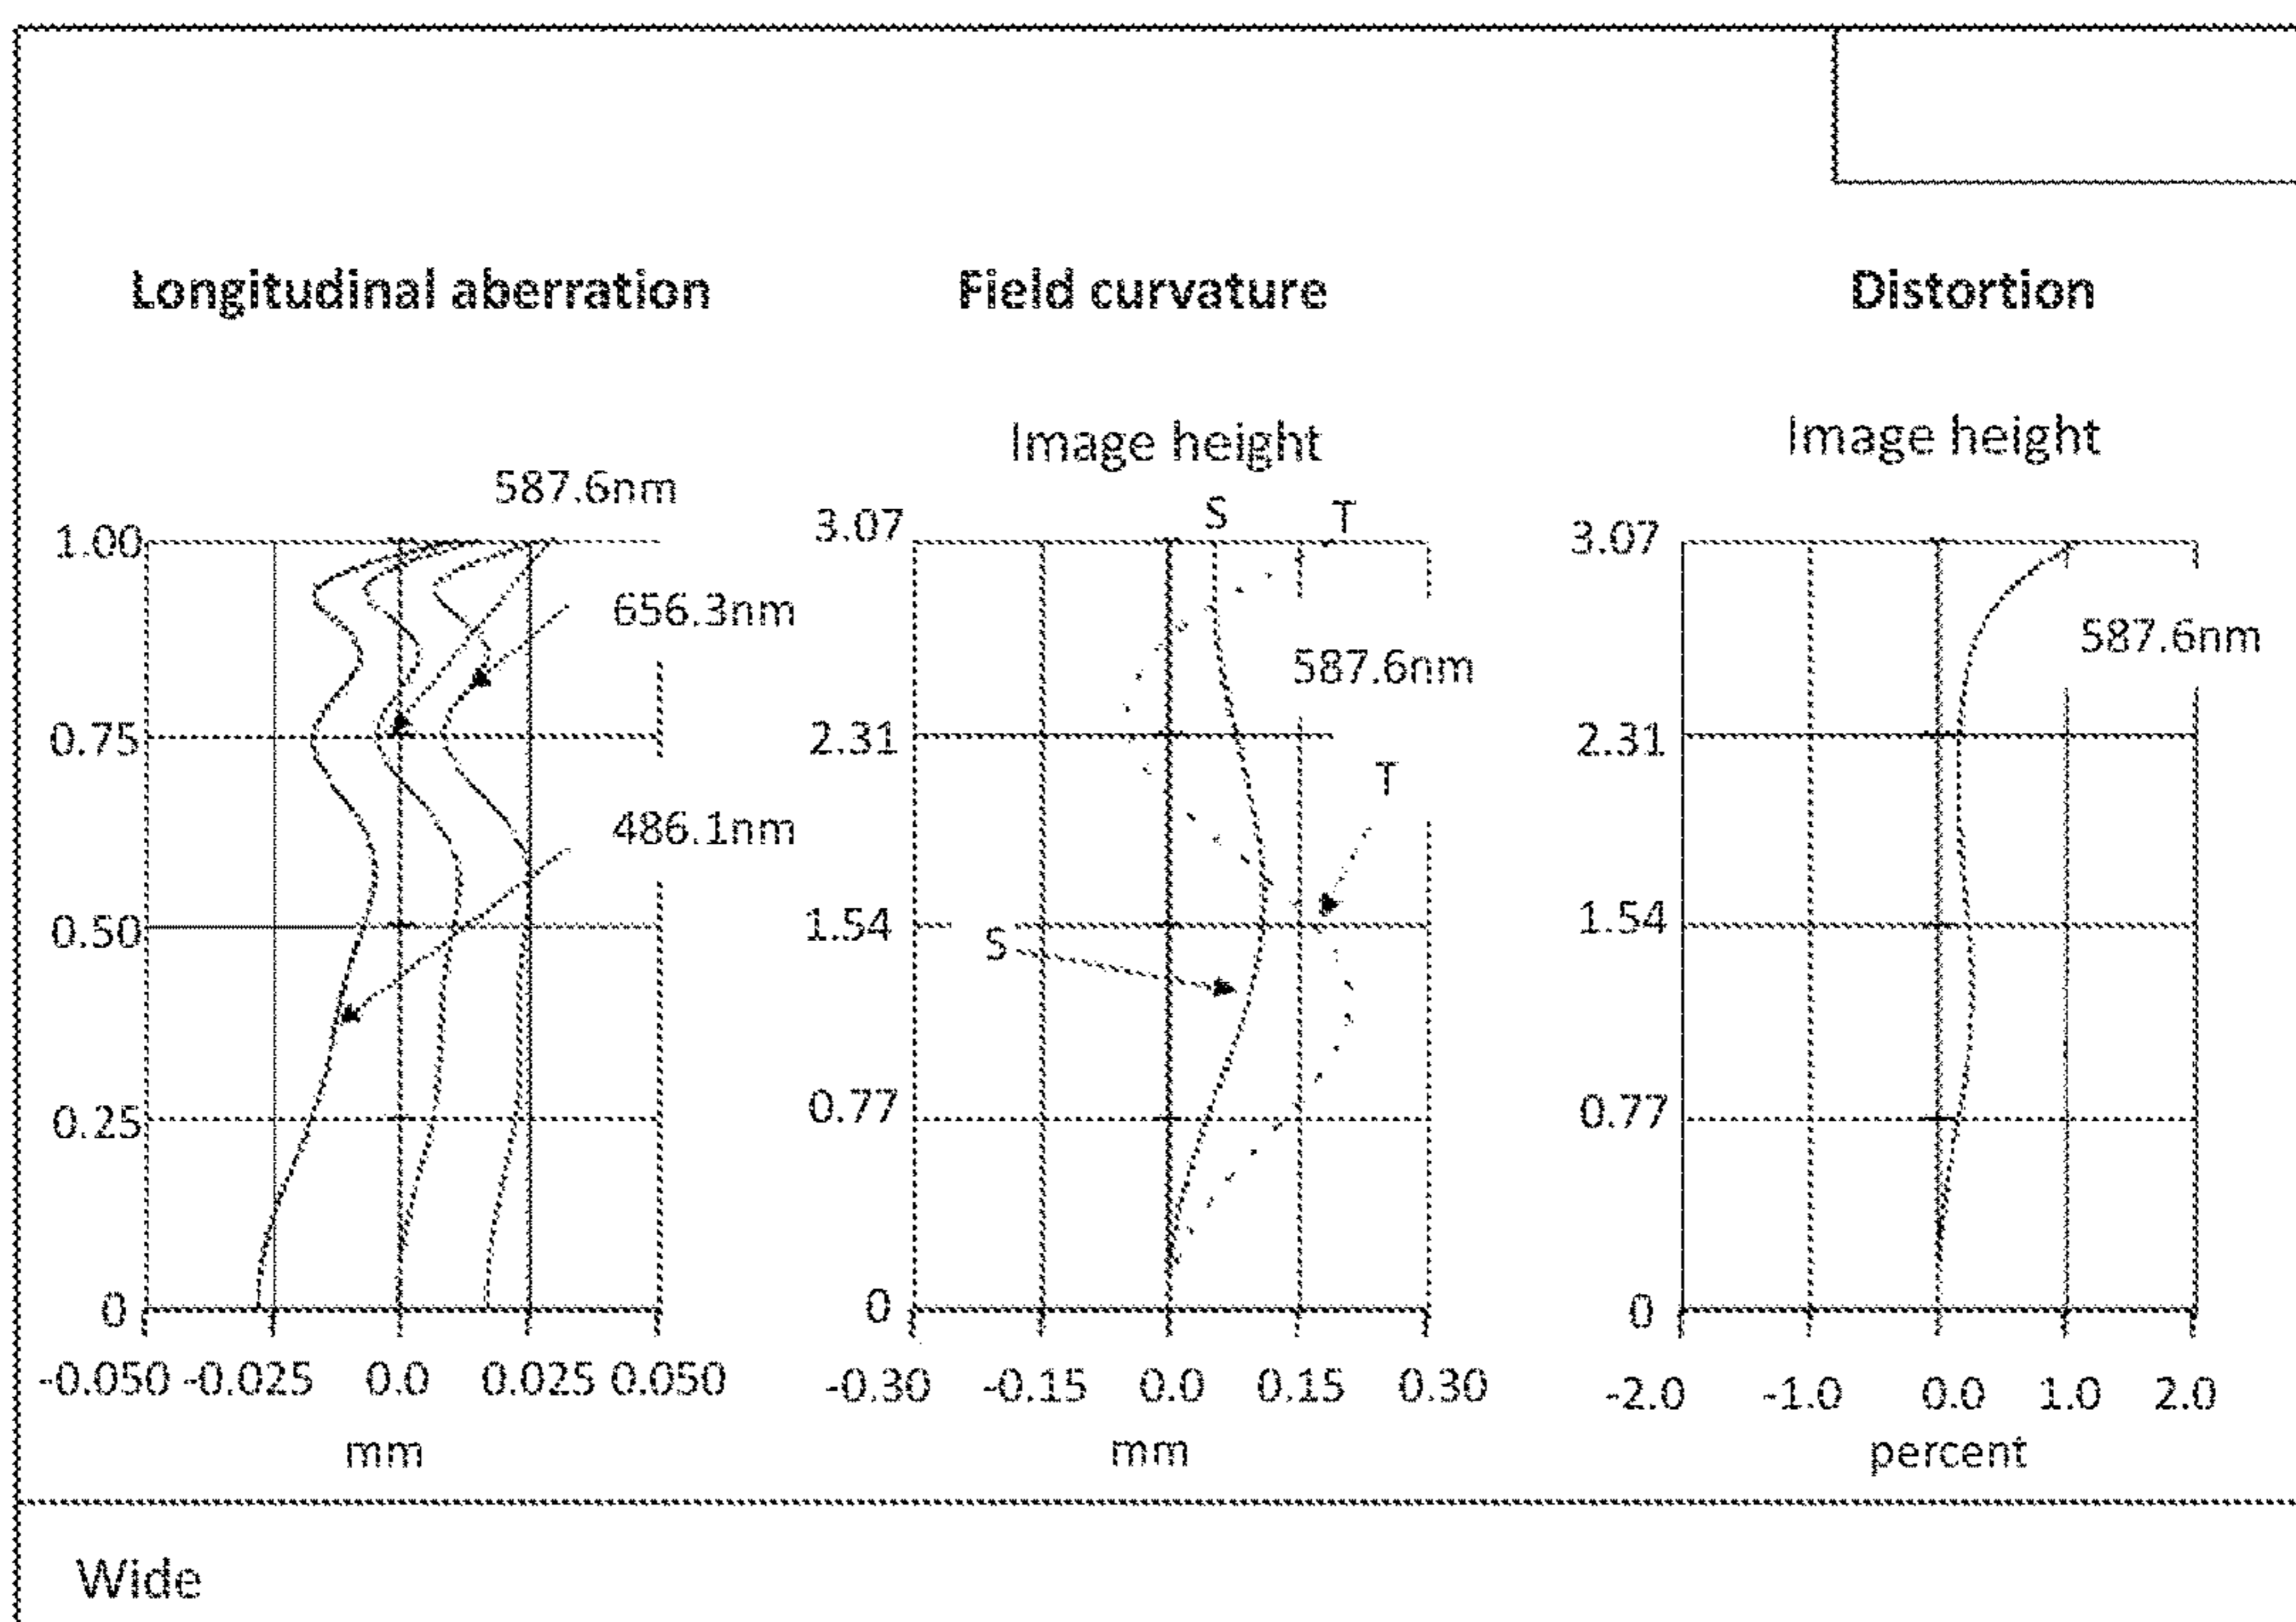 Longitudinal aberration
Field curvature
Distortion
Image height
Image height
587.6nm
656.3nm
486.1nm
1.00
0.75
0.50
0.25
0
-0.050 -0.025 0.0 0.025 0.050
mm
S T
587.6nm
T
S
3.07
2.31
1.54
0.77
0
-0.30 -0.15 0.0 0.15 0.30
mm
587.6nm
3.07
2.31
1.54
0.77
0
-2.0 -1.0 0.0 1.0 2.0
percent
Wide